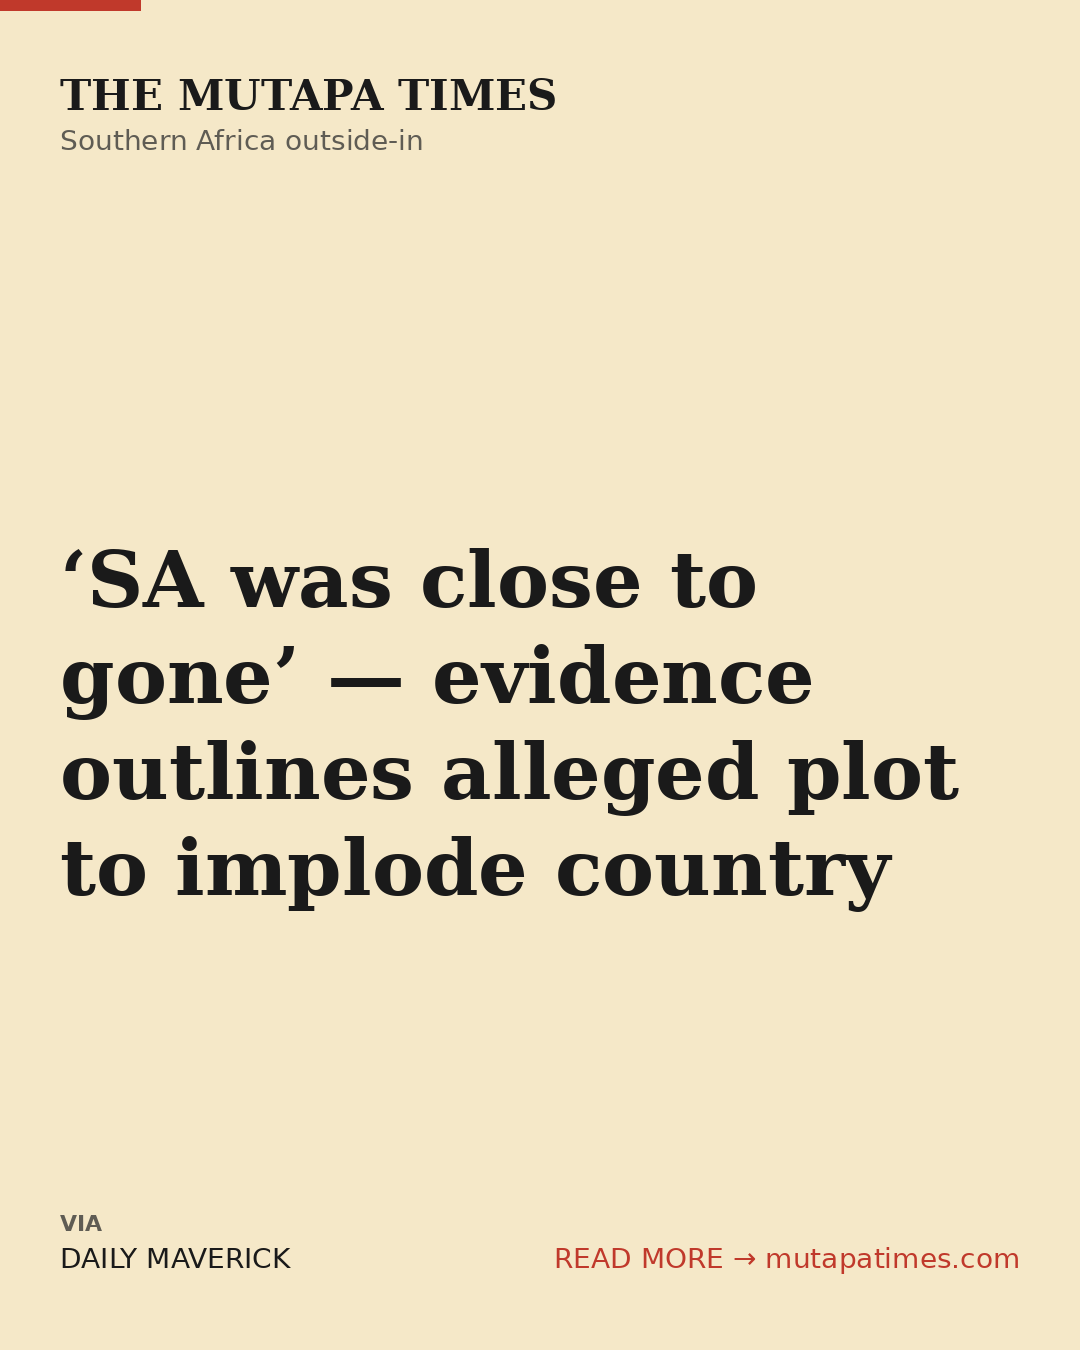 THE MUTAPA TIMES
Southern Africa outside-in
‘SA was close to
gone’ — evidence
outlines alleged plot
to implode country
VIA
DAILY MAVERICK
READ MORE → mutapatimes.com